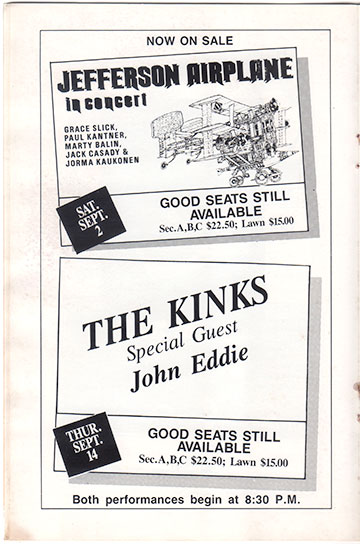 NOW ON SALE
JEFFERSON AIRPLANE
in concert
GRACE SLICK,
PAUL KANTNER,
MARTY BALIN,
JACK CASADY &
JORMA KAUKONEN
SAT.
SEPT.
2
GOOD SEATS STILL
AVAILABLE
Sec.A,B,C $22.50; Lawn $15.00
THE KINKS
Special Guest
John Eddie
THUR.
SEPT.
14
GOOD SEATS STILL
AVAILABLE
Sec.A,B,C $22.50; Lawn $15.00
Both performances begin at 8:30 P.M.